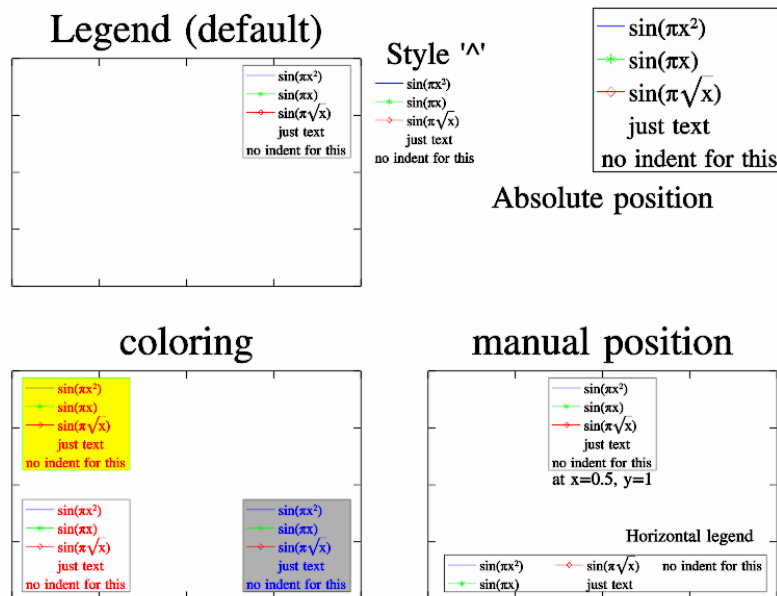 Legend (default)
sin(πx²)
sin(πx)
sin(π√x)
just text
no indent for this
Style '^'
sin(πx²)
sin(πx)
sin(π√x)
just text
no indent for this
sin(πx²)
sin(πx)
sin(π√x)
just text
no indent for this
Absolute position
coloring
sin(πx²)
sin(πx)
sin(π√x)
just text
no indent for this
sin(πx²)
sin(πx)
sin(π√x)
just text
no indent for this
sin(πx²)
sin(πx)
sin(π√x)
just text
no indent for this
manual position
sin(πx²)
sin(πx)
sin(π√x)
just text
no indent for this
at x=0.5, y=1
Horizontal legend
sin(πx²) sin(π√x) no indent for this
sin(πx) just text